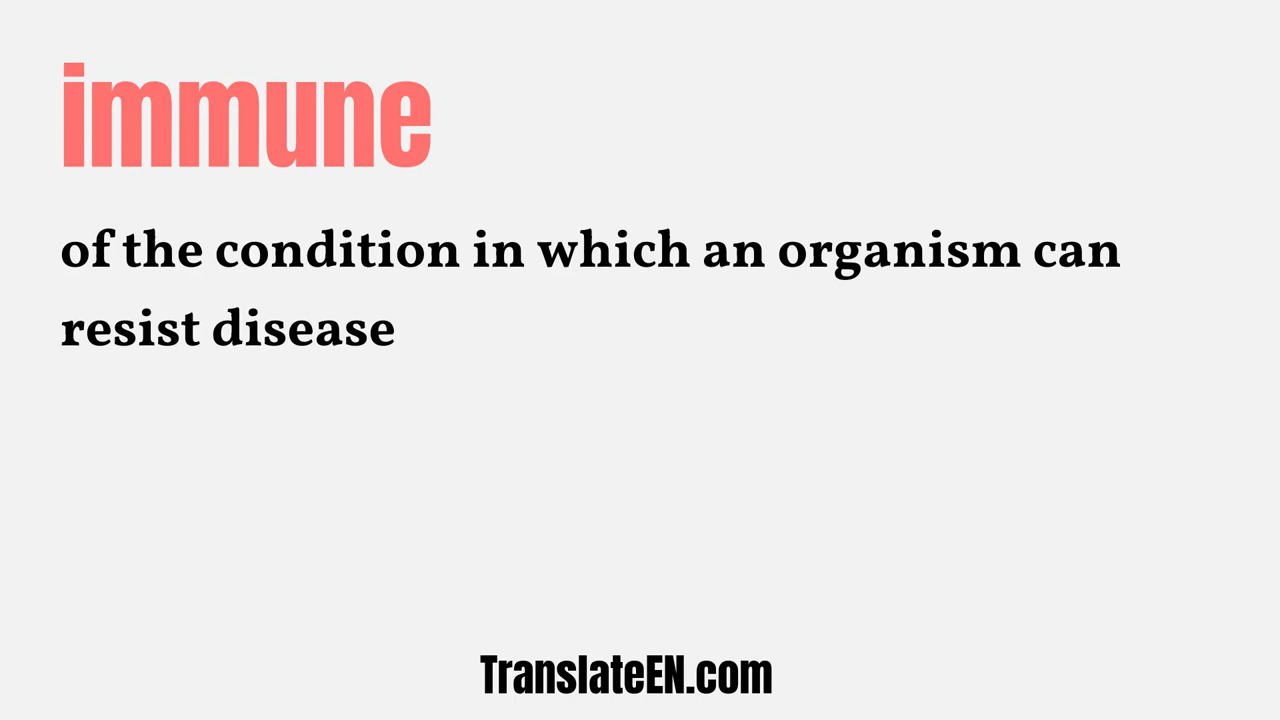 immune
of the condition in which an organism can
resist disease
TranslateEN.com